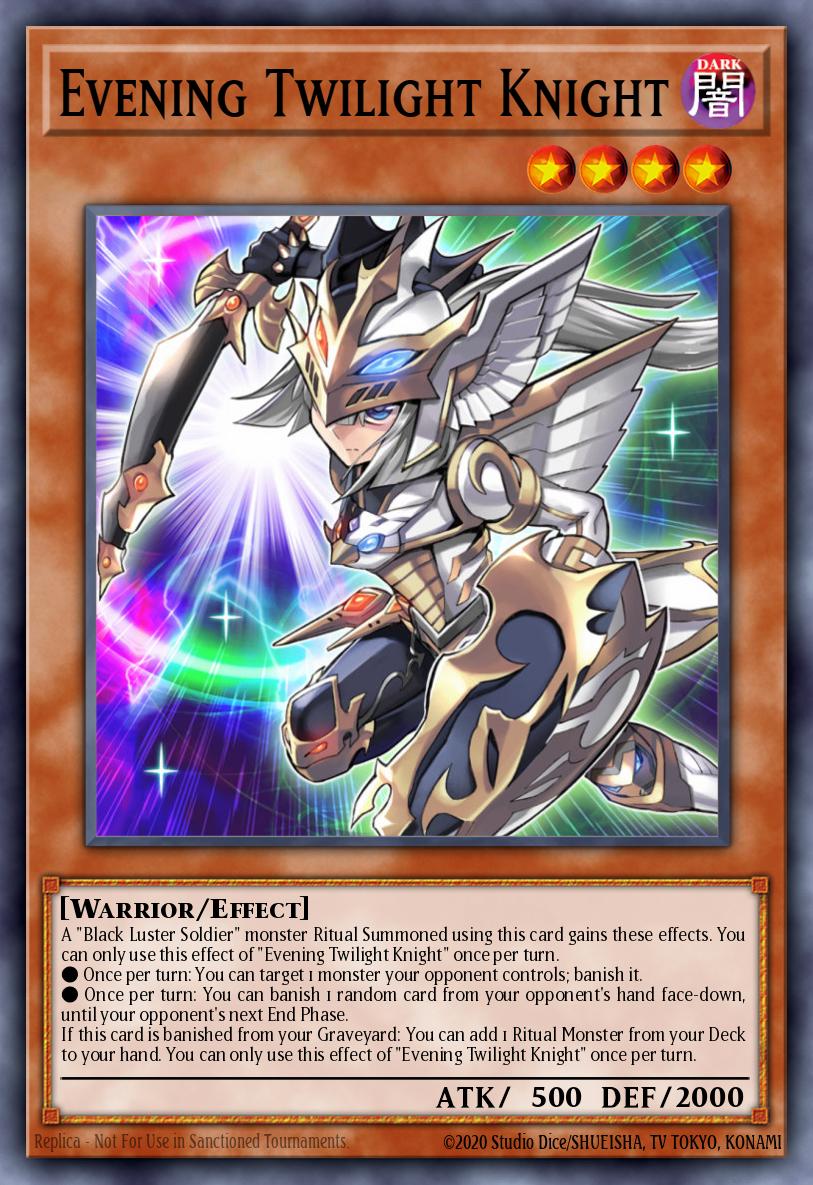 Evening Twilight Knight
DARK
闇
[Warrior/Effect]
A "Black Luster Soldier" monster Ritual Summoned using this card gains these effects. You
can only use this effect of "Evening Twilight Knight" once per turn.
● Once per turn: You can target 1 monster your opponent controls; banish it.
● Once per turn: You can banish 1 random card from your opponent's hand face-down,
until your opponent's next End Phase.
If this card is banished from your Graveyard: You can add 1 Ritual Monster from your Deck
to your hand. You can only use this effect of "Evening Twilight Knight" once per turn.
ATK/ 500 DEF/2000
Replica - Not For Use in Sanctioned Tournaments.
©2020 Studio Dice/SHUEISHA, TV TOKYO, KONAMI